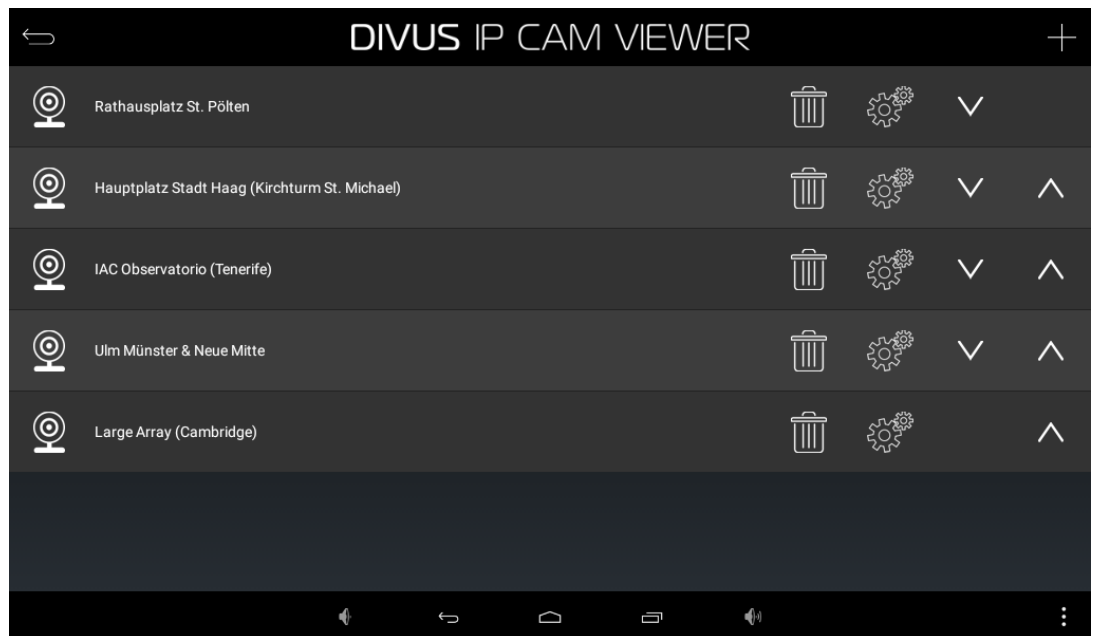 DIVUS IP CAM VIEWER
Rathausplatz St. Pölten
Hauptplatz Stadt Haag (Kirchturm St. Michael)
IAC Observatorio (Tenerife)
Ulm Münster & Neue Mitte
Large Array (Cambridge)